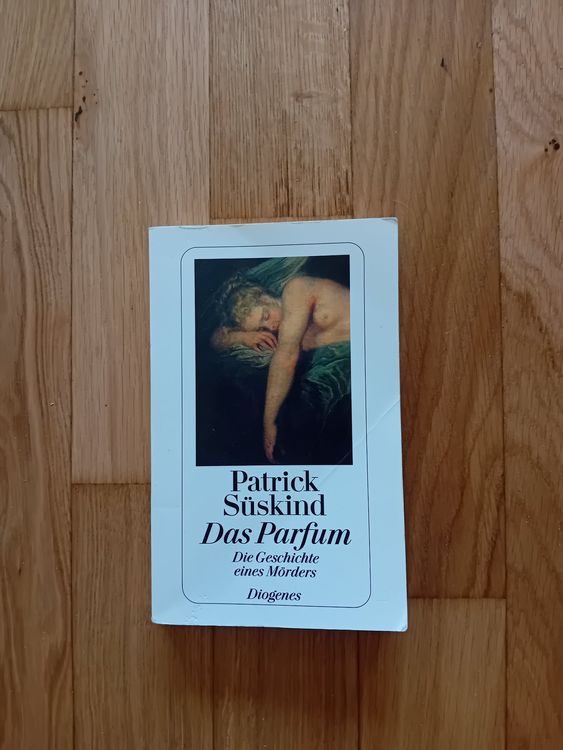 Patrick
Süskind
Das Parfum
Die Geschichte
eines Mörders
Diogenes